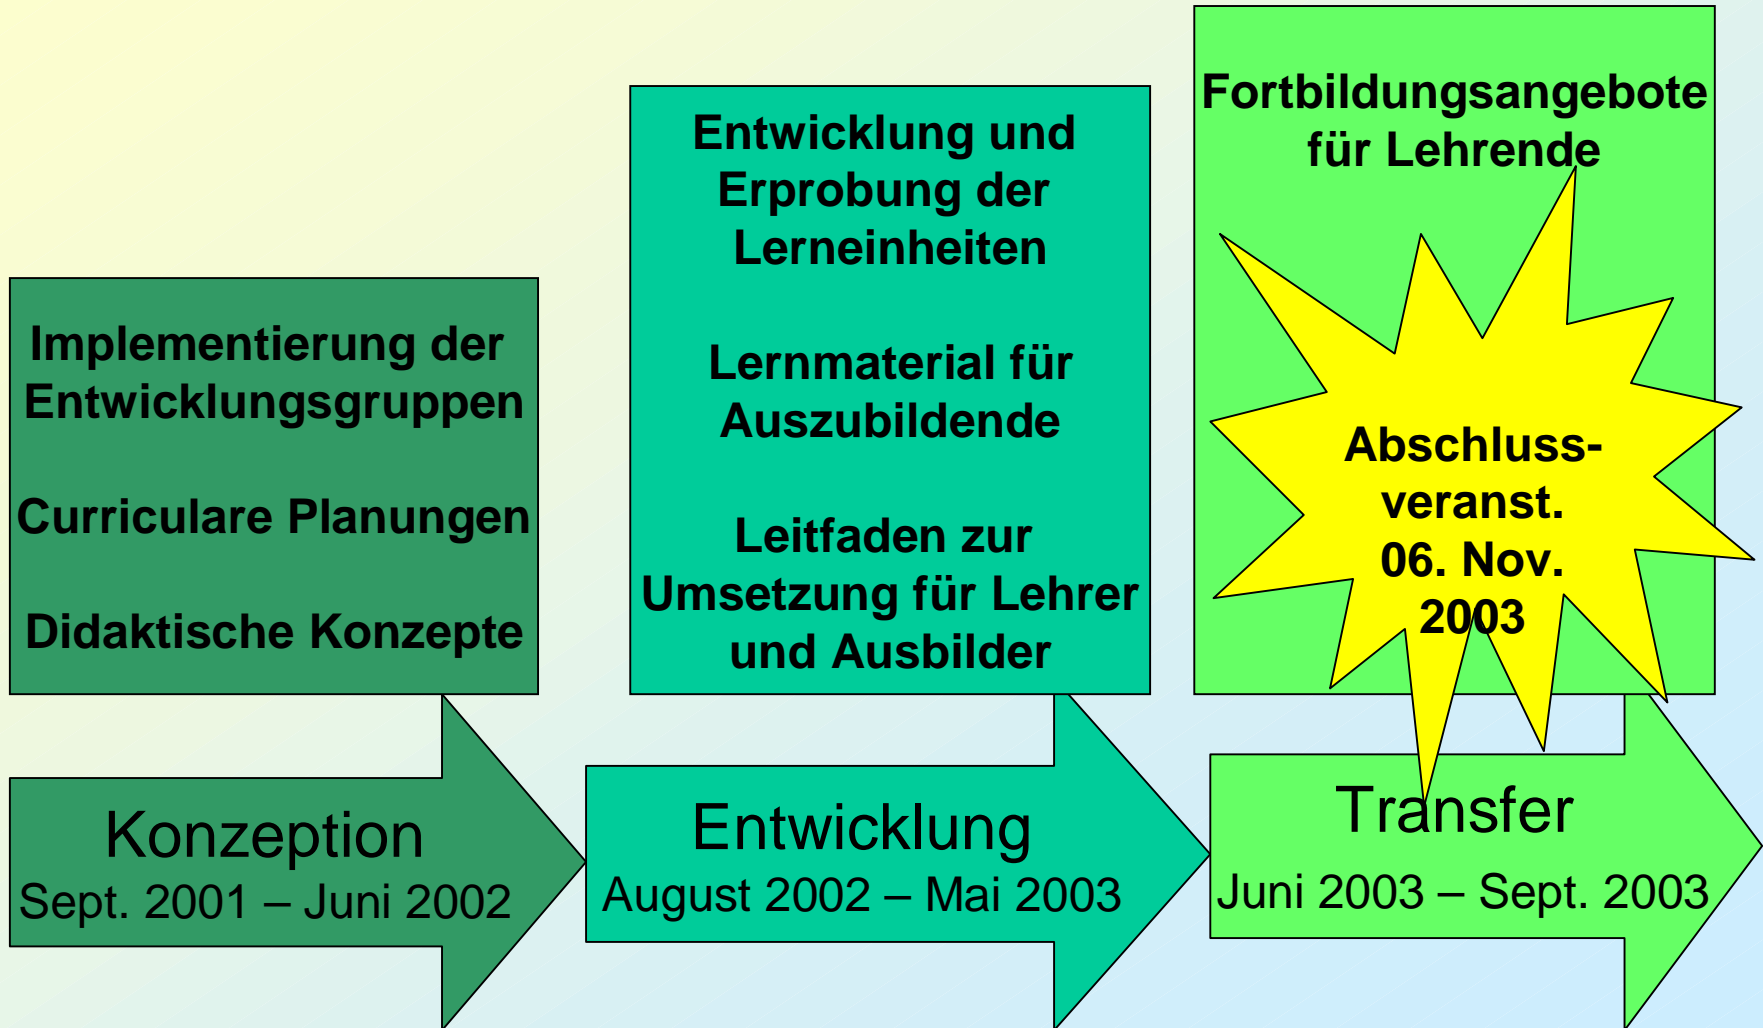 Implementierung der
Entwicklungsgruppen
Curriculare Planungen
Didaktische Konzepte
Konzeption
Sept. 2001 – Juni 2002
Entwicklung und
Erprobung der
Lerneinheiten
Lernmaterial für
Auszubildende
Leitfaden zur
Umsetzung für Lehrer
und Ausbilder
Entwicklung
August 2002 – Mai 2003
Fortbildungsangebote
für Lehrende
Abschluss-
veranst.
06. Nov.
2003
Transfer
Juni 2003 – Sept. 2003